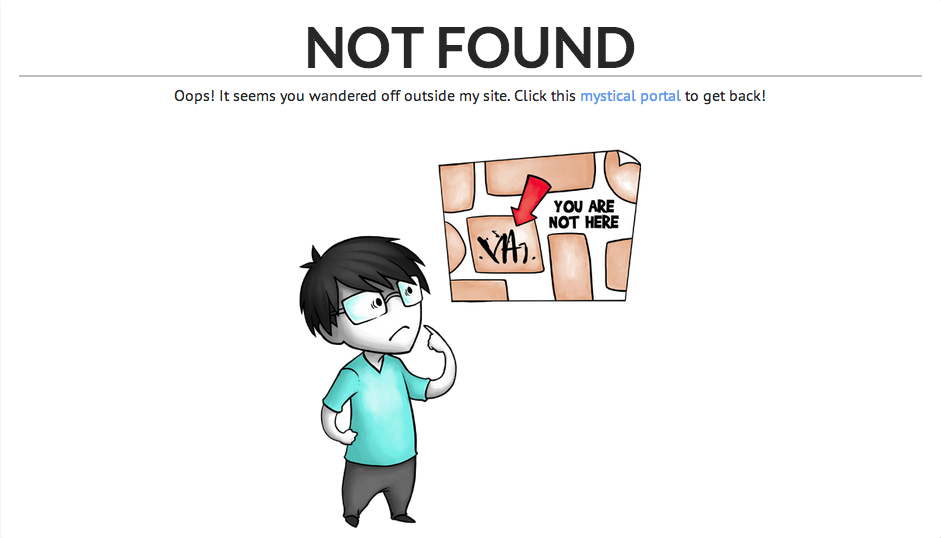 NOT FOUND
Oops! It seems you wandered off outside my site. Click this mystical portal to get back!
YOU ARE
NOT HERE